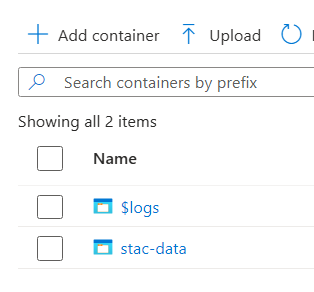 Add container Upload
Search containers by prefix
Showing all 2 items
Name
$logs
stac-data